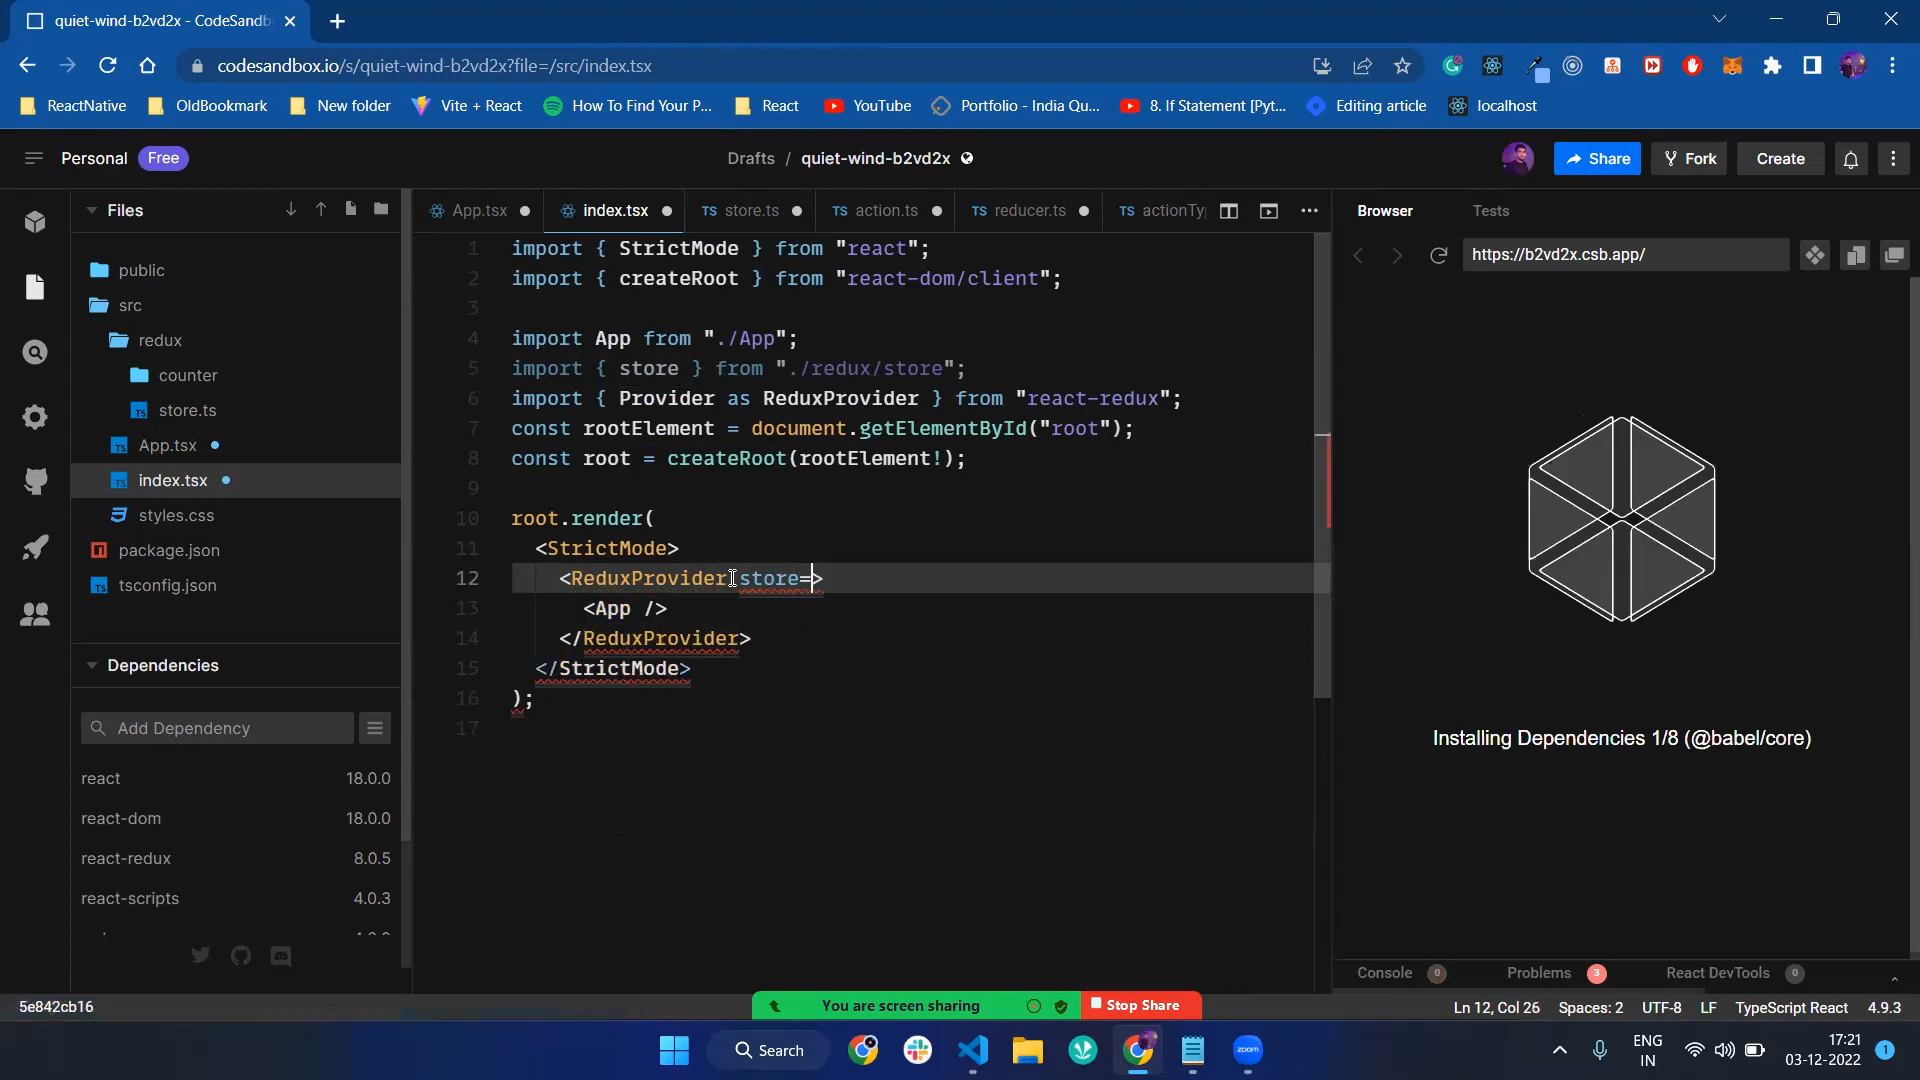 quiet-wind-b2vd2x - CodeSandb
codesandbox.io/s/quiet-wind-b2vd2x?file=/src/index.tsx
ReactNative OldBookmark New folder Vite + React How To Find Your P... React YouTube Portfolio - India Qu... 8. If Statement [Pyt... Editing article localhost
Personal Free Drafts / quiet-wind-b2vd2x Share Fork Create
Files
public
src
redux
counter
store.ts
App.tsx
index.tsx
styles.css
package.json
tsconfig.json
Dependencies
Add Dependency
react 18.0.0
react-dom 18.0.0
react-redux 8.0.5
react-scripts 4.0.3
App.tsx index.tsx TS store.ts TS action.ts TS reducer.ts TS actionTy
1 import { StrictMode } from "react";
2 import { createRoot } from "react-dom/client";
3
4 import App from "./App";
5 import { store } from "./redux/store";
6 import { Provider as ReduxProvider } from "react-redux";
7 const rootElement = document.getElementById("root");
8 const root = createRoot(rootElement!);
9
10 root.render(
11 <StrictMode>
12 <ReduxProvider store=>
13 <App />
14 </ReduxProvider>
15 </StrictMode>
16 );
17
Browser Tests
https://b2vd2x.csb.app/
Installing Dependencies 1/8 (@babel/core)
Console 0 Problems 3 React DevTools 0
5e842cb16
You are screen sharing Stop Share
Ln 12, Col 26 Spaces: 2 UTF-8 LF TypeScript React 4.9.3
Search
zoom
ENG
IN
17:21
03-12-2022
1